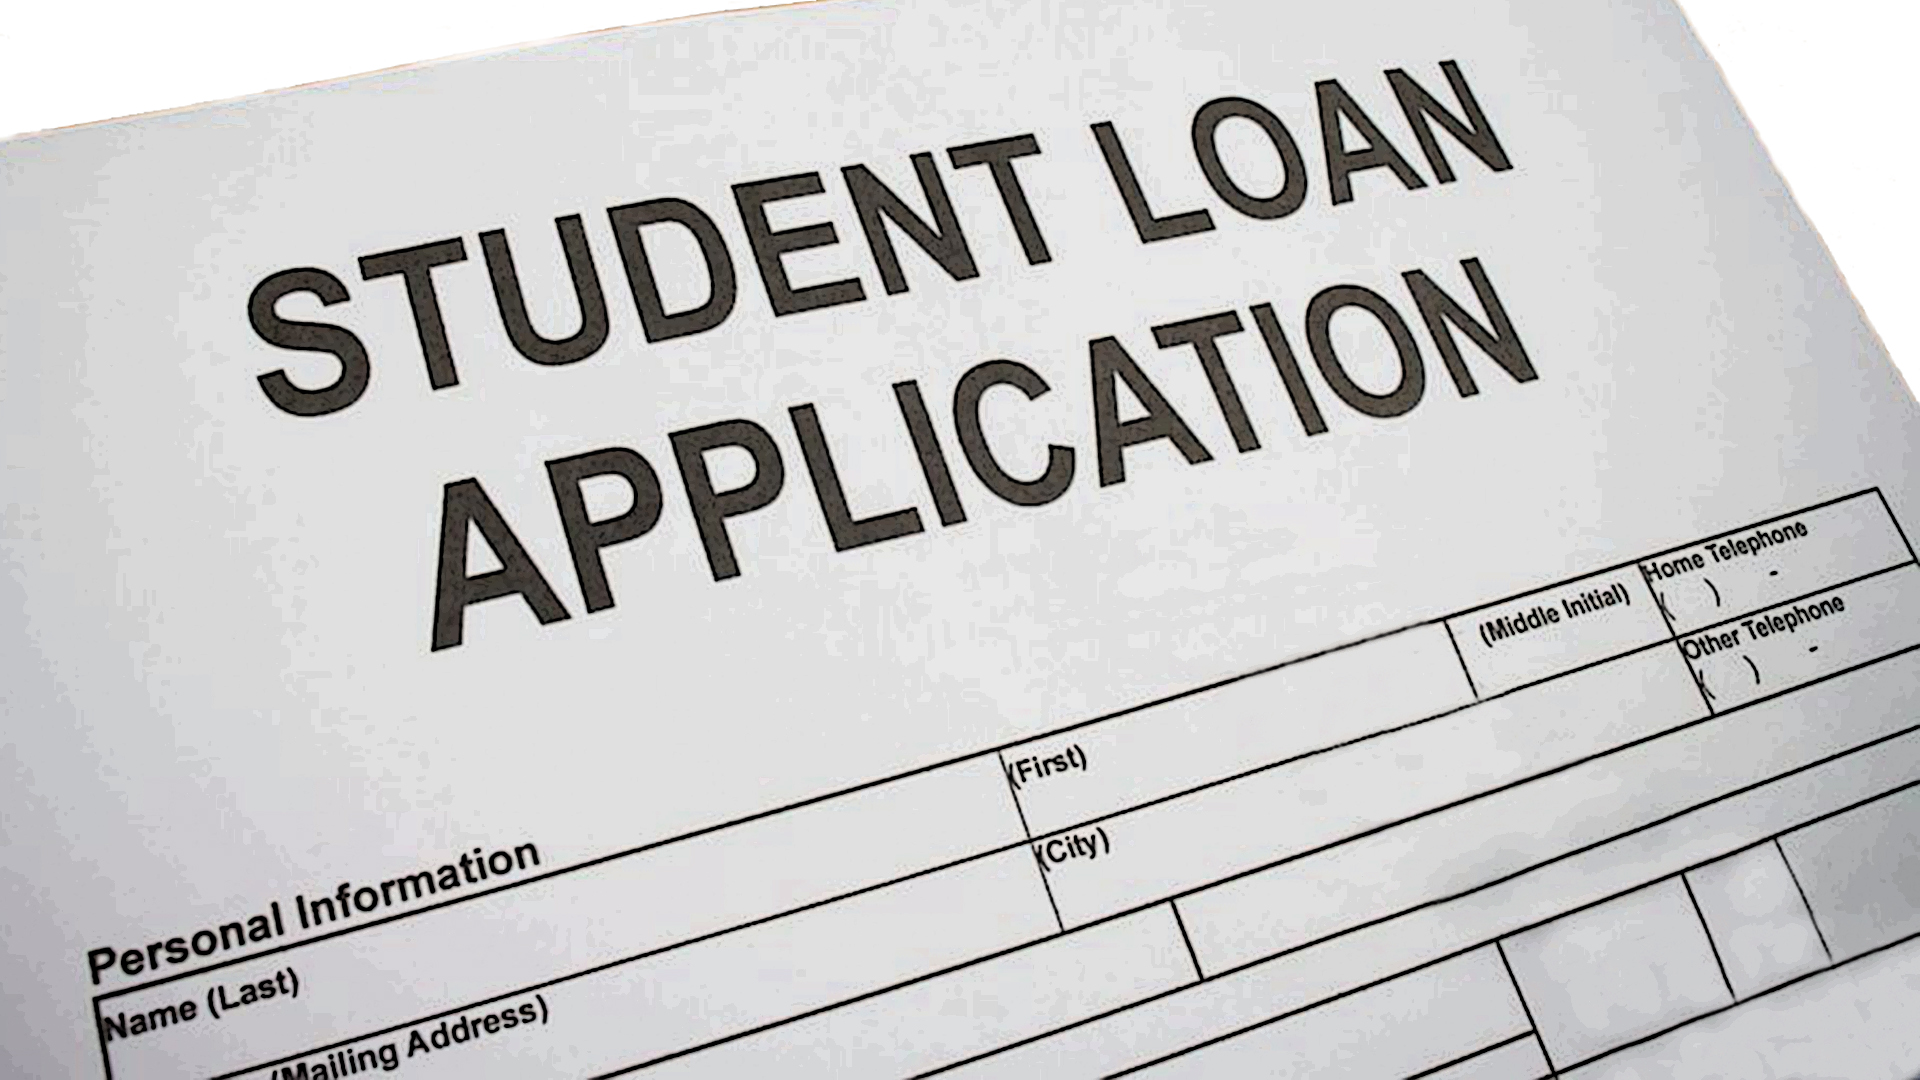 STUDENT LOAN
APPLICATION
Personal Information
Name (Last)
(First)
(Middle Initial)
Home Telephone
( ) -
Other Telephone
( ) -
(Mailing Address)
(City)